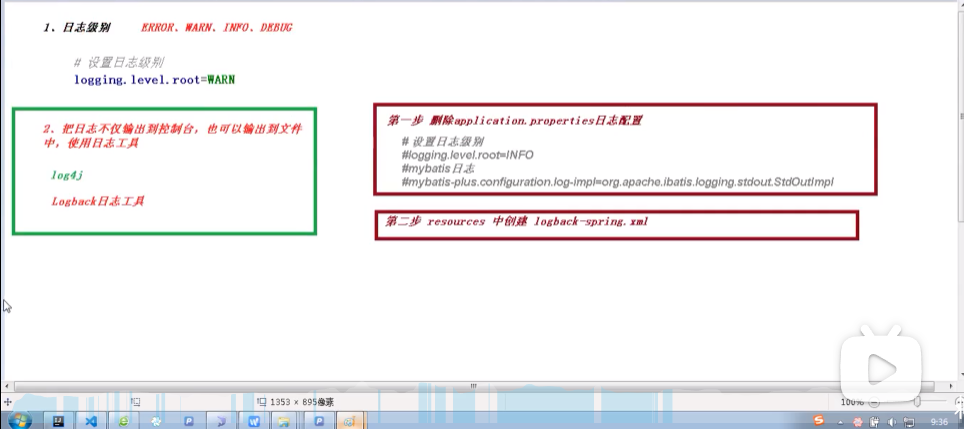 1、日志级别 ERROR、WARN、INFO、DEBUG
# 设置日志级别
logging.level.root=WARN
2、把日志不仅输出到控制台，也可以输出到文件
中，使用日志工具
log4j
Logback日志工具
第一步 删除application.properties日志配置
# 设置日志级别
#logging.level.root=INFO
#mybatis日志
#mybatis-plus.configuration.log-impl=org.apache.ibatis.logging.stdout.StdOutImpl
第二步 resources 中创建 logback-spring.xml
1353 × 895像素
100%
9:36